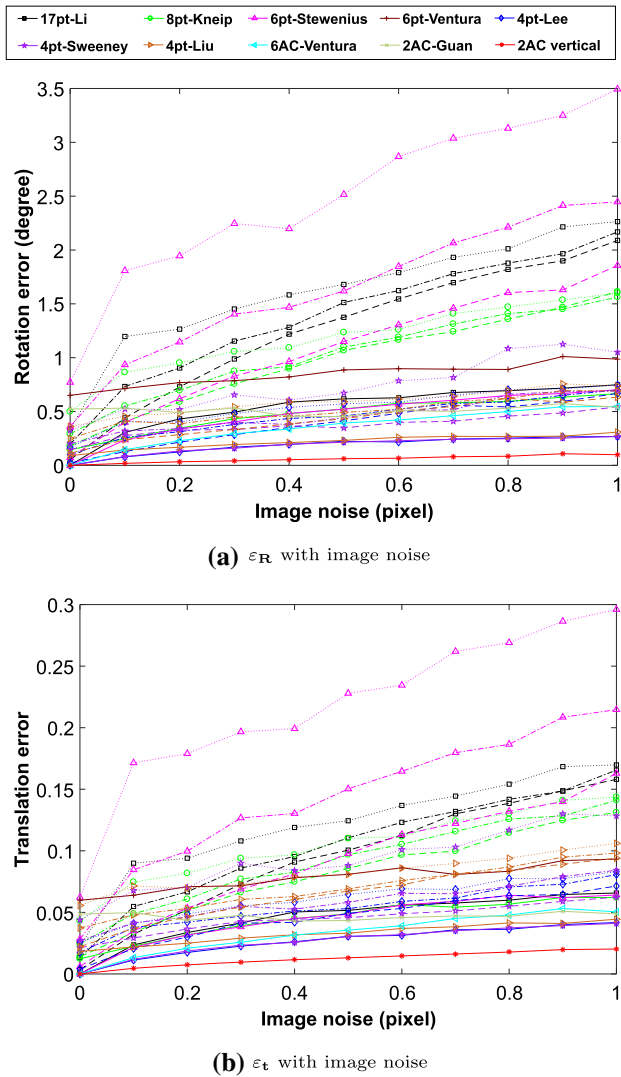 17pt-Li 8pt-Kneip 6pt-Stewenius 6pt-Ventura 4pt-Lee
4pt-Sweeney 4pt-Liu 6AC-Ventura 2AC-Guan 2AC vertical
3.5
3
2.5
2
1.5
1
0.5
0
Rotation error (degree)
0 0.2 0.4 0.6 0.8 1
Image noise (pixel)
(a) ε_R with image noise
0.3
0.25
0.2
0.15
0.1
0.05
0
Translation error
0 0.2 0.4 0.6 0.8 1
Image noise (pixel)
(b) ε_t with image noise